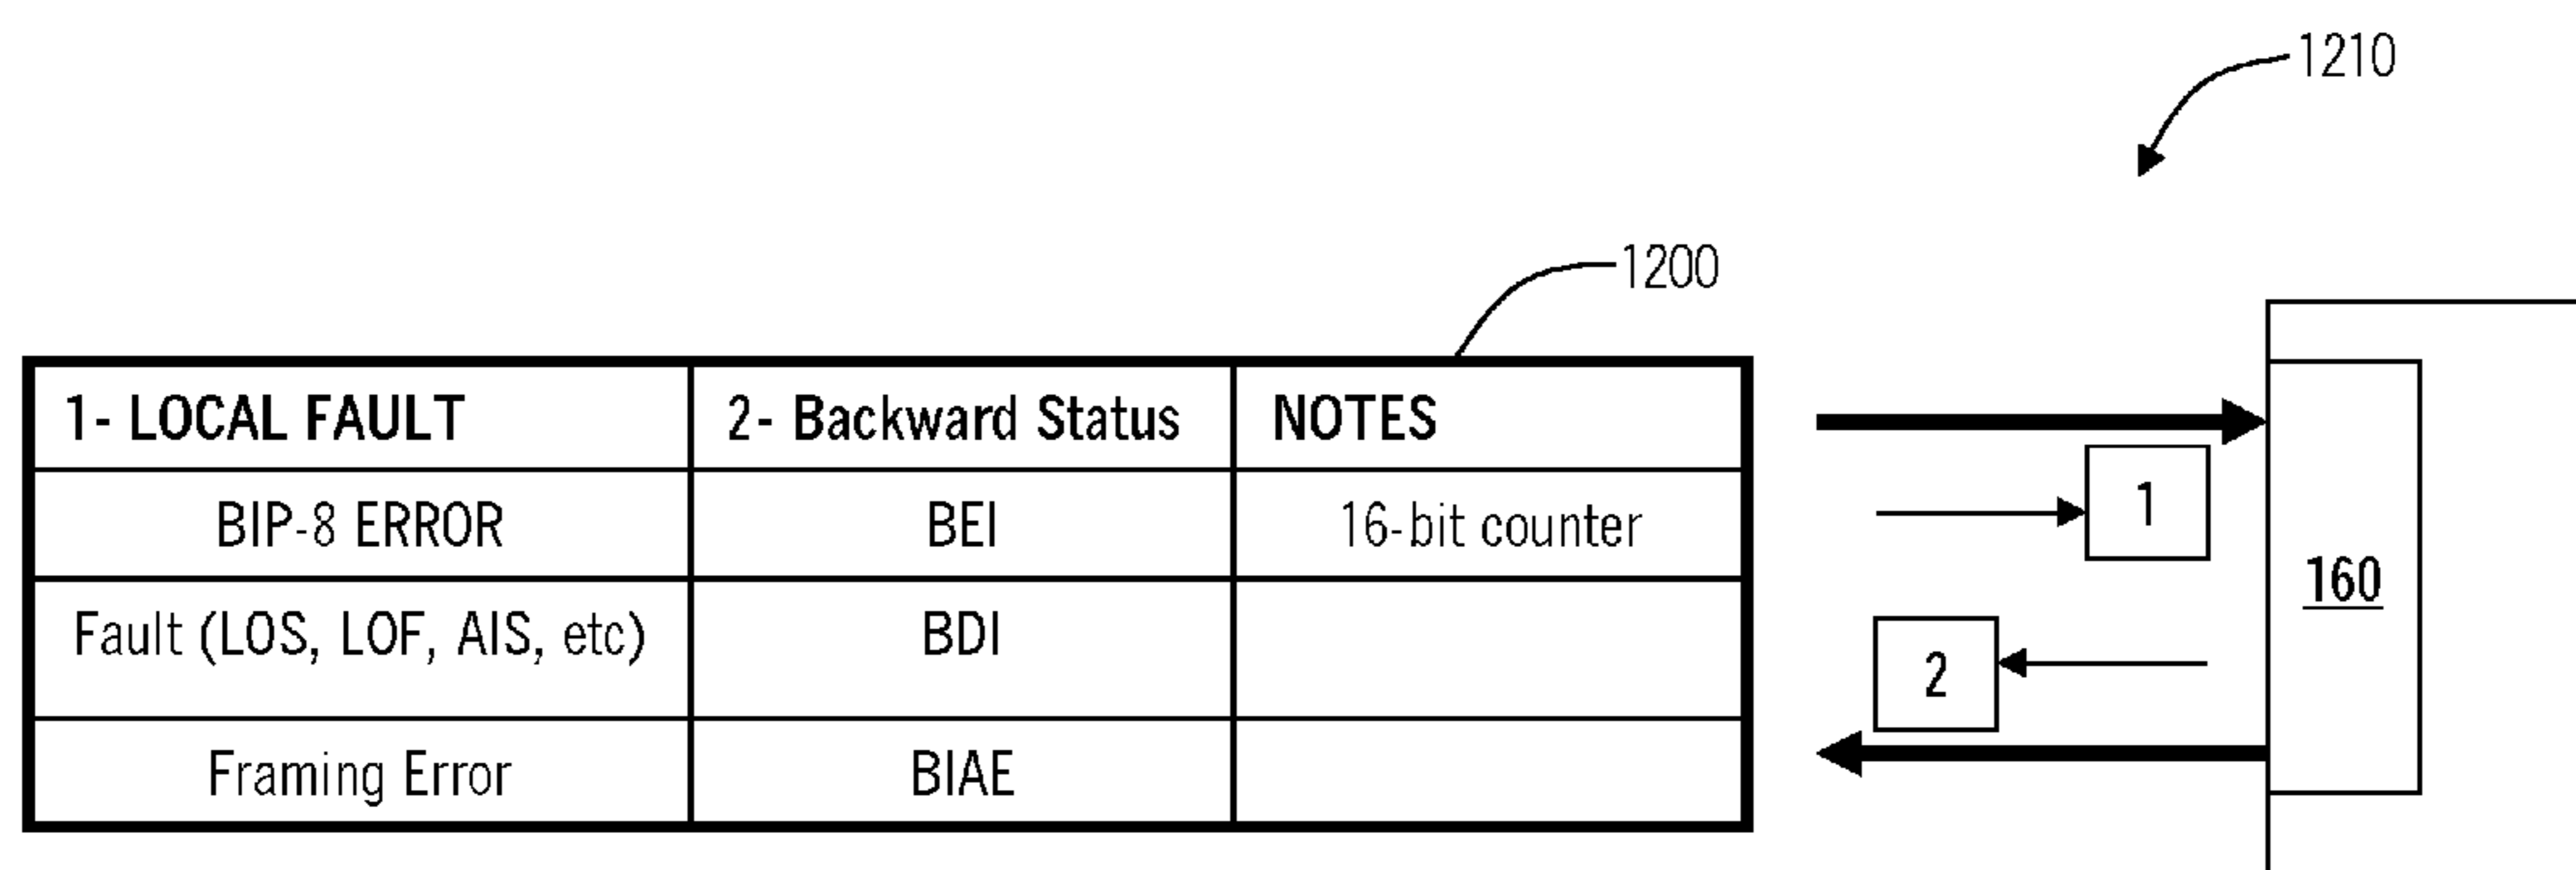 1210
1200
1- LOCAL FAULT 2- Backward Status NOTES
BIP-8 ERROR BEI 16-bit counter
1
160
Fault (LOS, LOF, AIS, etc) BDI
2
Framing Error BIAE